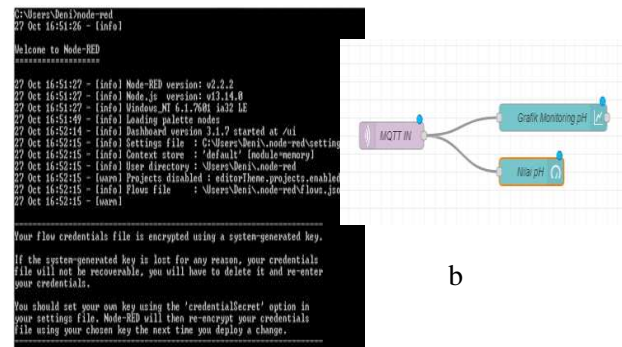 C:\Users\Deni>node-red
27 Oct 16:51:26 - [info]
Welcome to Node-RED
===================
27 Oct 16:51:27 - [info] Node-RED version: v2.2.2
27 Oct 16:51:27 - [info] Node.js version: v13.14.0
27 Oct 16:51:27 - [info] Windows_NT 6.1.7601 ia32 LE
27 Oct 16:51:49 - [info] Loading palette nodes
27 Oct 16:52:14 - [info] Dashboard version 3.1.7 started at /ui
27 Oct 16:52:15 - [info] Settings file : C:\Users\Deni\.node-red\setting
27 Oct 16:52:15 - [info] Context store : 'default' [module=memory]
27 Oct 16:52:15 - [info] User directory : \Users\Deni\.node-red
27 Oct 16:52:15 - [warn] Projects disabled : editorTheme.projects.enabled
27 Oct 16:52:15 - [info] Flows file : \Users\Deni\.node-red\flows.jso
27 Oct 16:52:15 - [warn]
Your flow credentials file is encrypted using a system-generated key.
If the system-generated key is lost for any reason, your credentials
file will not be recoverable, you will have to delete it and re-enter
your credentials.
You should set your own key using the 'credentialSecret' option in
your settings file. Node-RED will then re-encrypt your credentials
file using your chosen key the next time you deploy a change.
MQTT IN
Grafik Monitoring pH
Nilai pH
b